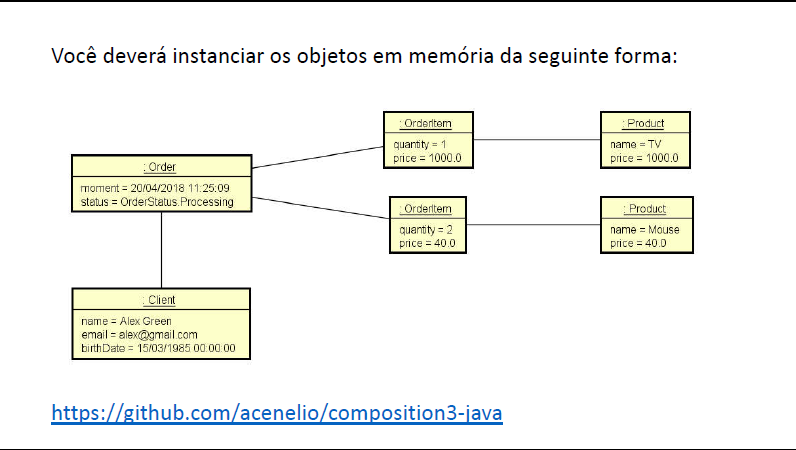 Você deverá instanciar os objetos em memória da seguinte forma:
: OrderItem
quantity = 1
price = 1000.0
: Product
name = TV
price = 1000.0
: Order
moment = 20/04/2018 11:25:09
status = OrderStatus.Processing
: OrderItem
quantity = 2
price = 40.0
: Product
name = Mouse
price = 40.0
: Client
name = Alex Green
email = alex@gmail.com
birthDate = 15/03/1985 00:00:00
https://github.com/acenelio/composition3-java